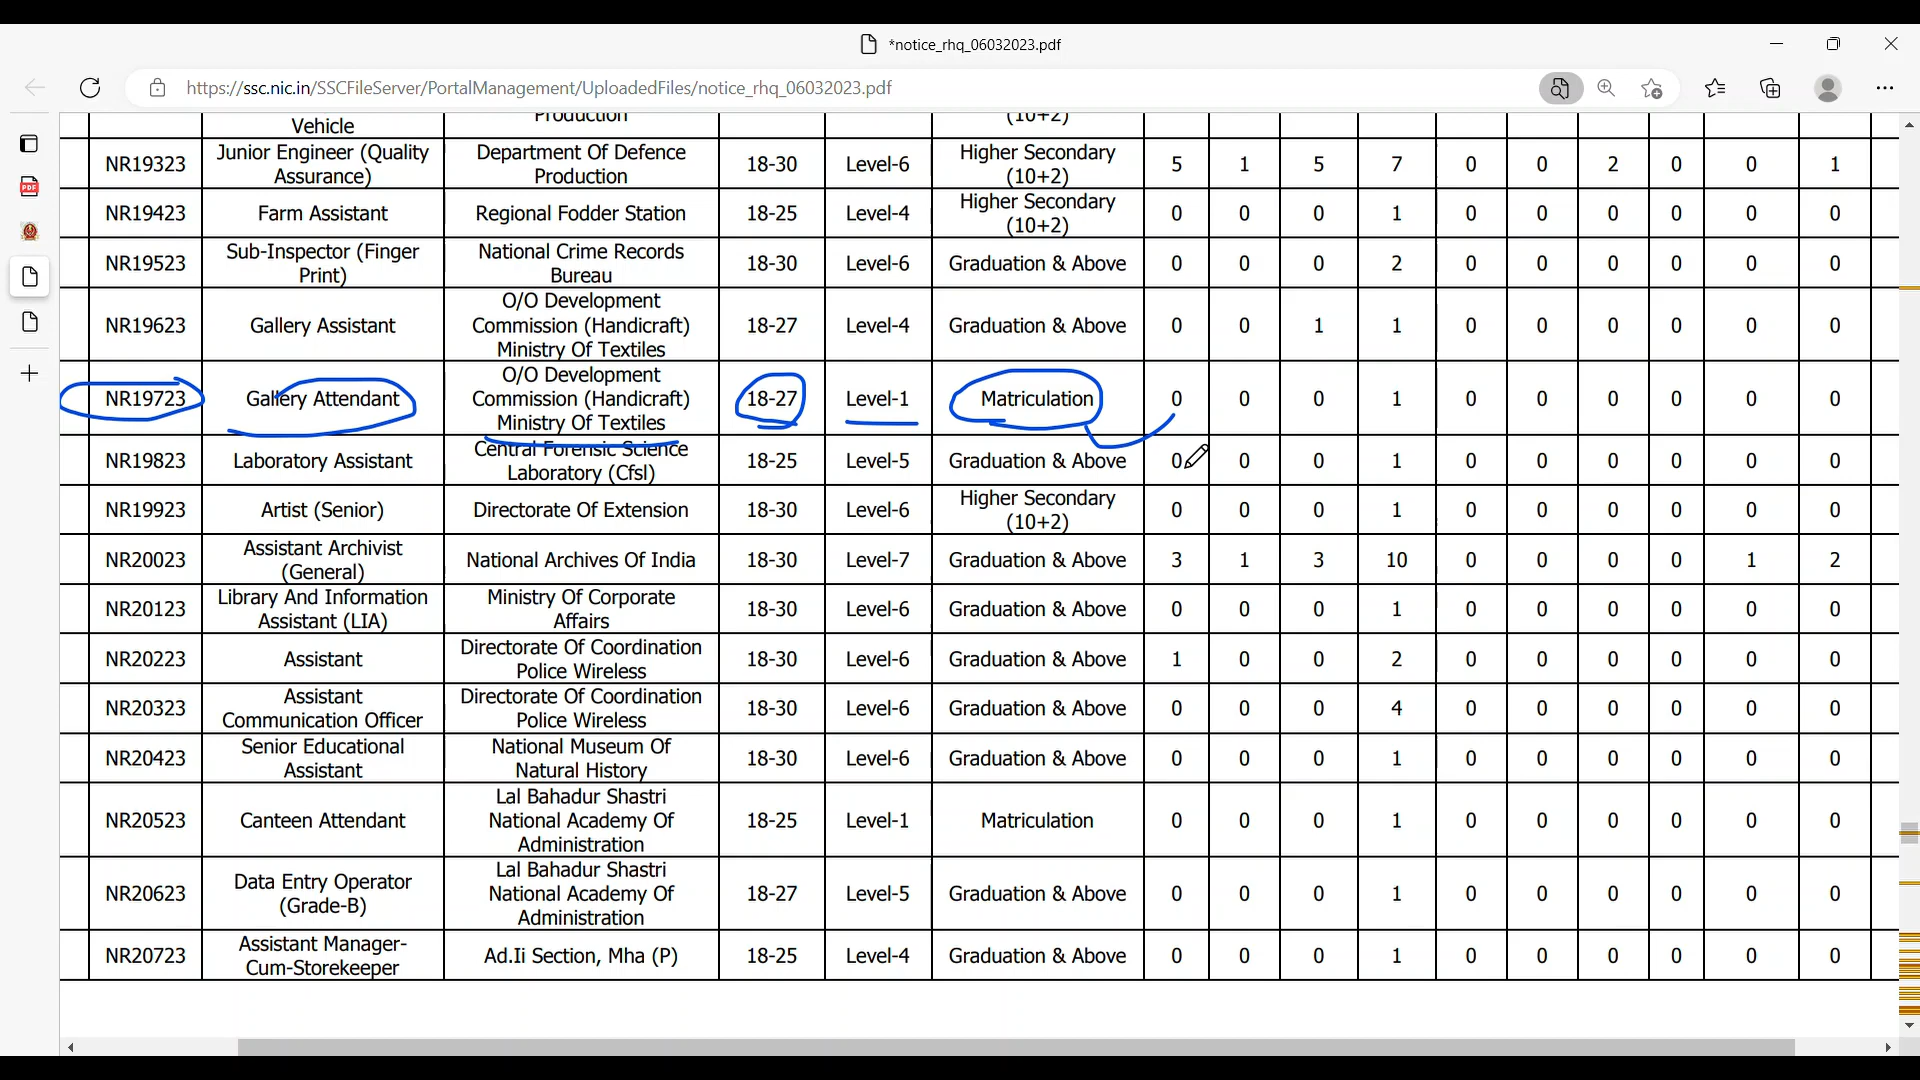 *notice_rhq_06032023.pdf
https://ssc.nic.in/SSCFileServer/PortalManagement/UploadedFiles/notice_rhq_06032023.pdf
PDF
Vehicle Production (10+2)
NR19323 Junior Engineer (Quality Assurance) Department Of Defence Production 18-30 Level-6 Higher Secondary (10+2) 5 1 5 7 0 0 2 0 0 1
NR19423 Farm Assistant Regional Fodder Station 18-25 Level-4 Higher Secondary (10+2) 0 0 0 1 0 0 0 0 0 0
NR19523 Sub-Inspector (Finger Print) National Crime Records Bureau 18-30 Level-6 Graduation & Above 0 0 0 2 0 0 0 0 0 0
NR19623 Gallery Assistant O/O Development Commission (Handicraft) Ministry Of Textiles 18-27 Level-4 Graduation & Above 0 0 1 1 0 0 0 0 0 0
NR19723 Gallery Attendant O/O Development Commission (Handicraft) Ministry Of Textiles 18-27 Level-1 Matriculation 0 0 0 1 0 0 0 0 0 0
NR19823 Laboratory Assistant Central Forensic Science Laboratory (Cfsl) 18-25 Level-5 Graduation & Above 0 0 0 1 0 0 0 0 0 0
NR19923 Artist (Senior) Directorate Of Extension 18-30 Level-6 Higher Secondary (10+2) 0 0 0 1 0 0 0 0 0 0
NR20023 Assistant Archivist (General) National Archives Of India 18-30 Level-7 Graduation & Above 3 1 3 10 0 0 0 0 1 2
NR20123 Library And Information Assistant (LIA) Ministry Of Corporate Affairs 18-30 Level-6 Graduation & Above 0 0 0 1 0 0 0 0 0 0
NR20223 Assistant Directorate Of Coordination Police Wireless 18-30 Level-6 Graduation & Above 1 0 0 2 0 0 0 0 0 0
NR20323 Assistant Communication Officer Directorate Of Coordination Police Wireless 18-30 Level-6 Graduation & Above 0 0 0 4 0 0 0 0 0 0
NR20423 Senior Educational Assistant National Museum Of Natural History 18-30 Level-6 Graduation & Above 0 0 0 1 0 0 0 0 0 0
NR20523 Canteen Attendant Lal Bahadur Shastri National Academy Of Administration 18-25 Level-1 Matriculation 0 0 0 1 0 0 0 0 0 0
NR20623 Data Entry Operator (Grade-B) Lal Bahadur Shastri National Academy Of Administration 18-27 Level-5 Graduation & Above 0 0 0 1 0 0 0 0 0 0
NR20723 Assistant Manager-Cum-Storekeeper Ad.Ii Section, Mha (P) 18-25 Level-4 Graduation & Above 0 0 0 1 0 0 0 0 0 0